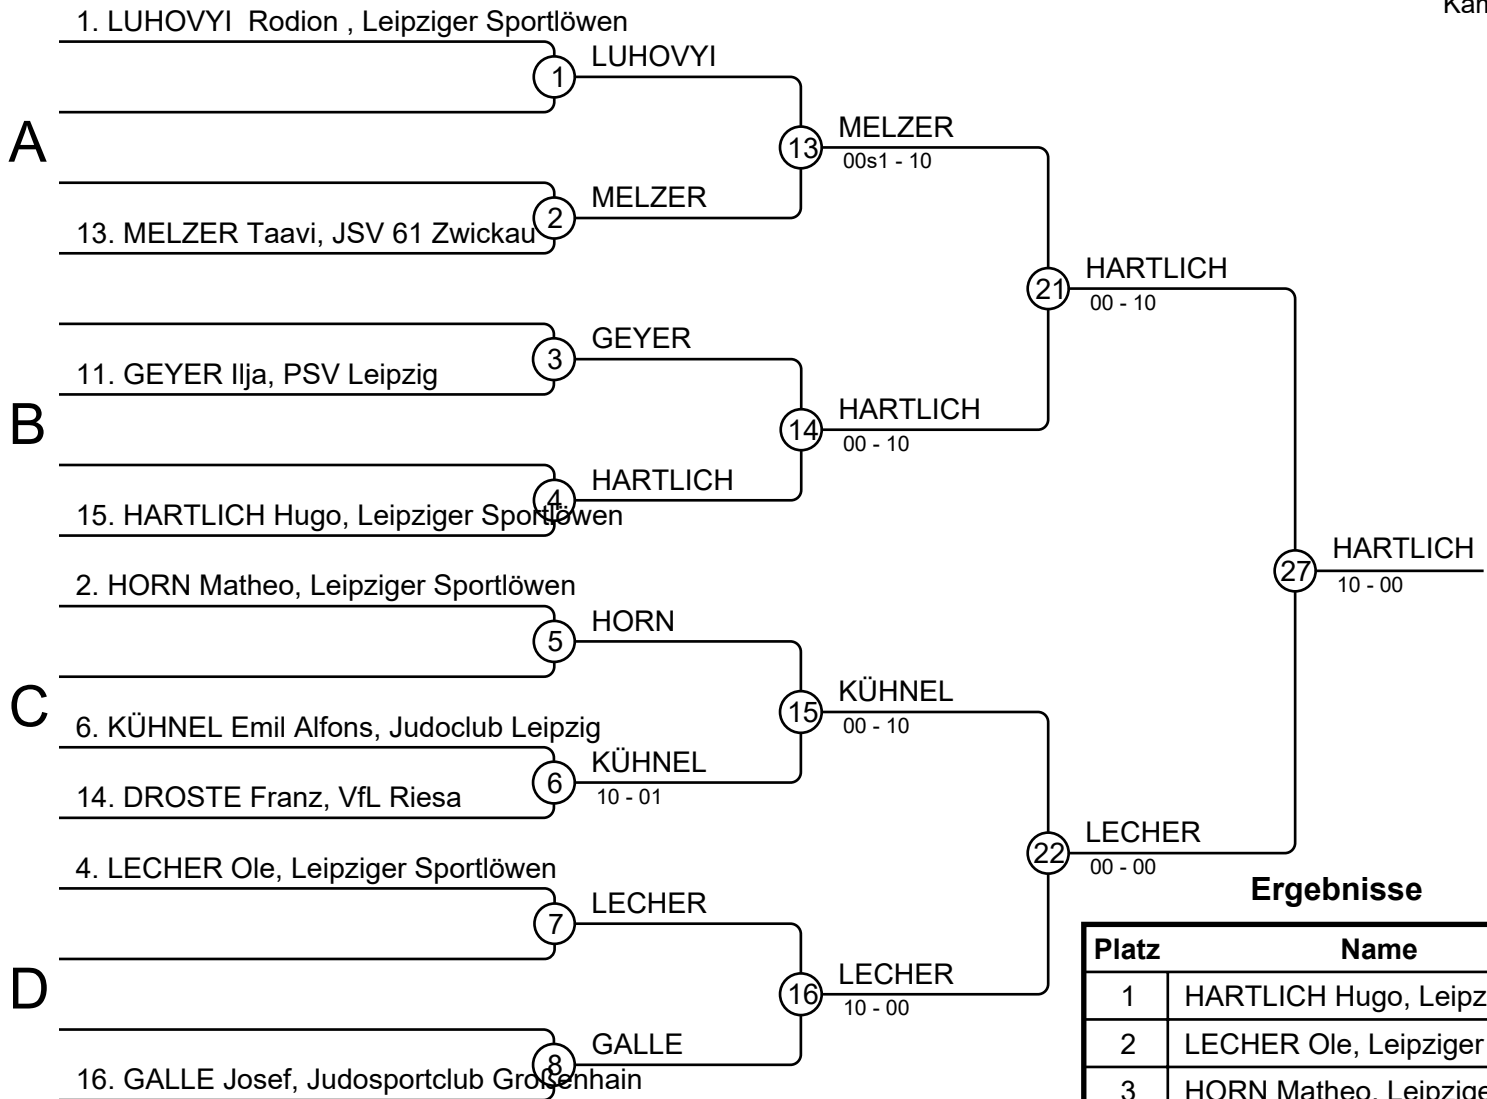 Kam
1. LUHOVYI  Rodion , Leipziger Sportlöwen
1
LUHOVYI
A
13
MELZER
00s1 - 10
2
MELZER
13. MELZER Taavi, JSV 61 Zwickau
21
HARTLICH
00 - 10
3
GEYER
11. GEYER Ilja, PSV Leipzig
B
14
HARTLICH
00 - 10
4
HARTLICH
15. HARTLICH Hugo, Leipziger Sportlöwen
27
HARTLICH
10 - 00
2. HORN Matheo, Leipziger Sportlöwen
5
HORN
C
15
KÜHNEL
00 - 10
6. KÜHNEL Emil Alfons, Judoclub Leipzig
6
KÜHNEL
10 - 01
14. DROSTE Franz, VfL Riesa
22
LECHER
00 - 00
4. LECHER Ole, Leipziger Sportlöwen
7
LECHER
D
16
LECHER
10 - 00
8
GALLE
16. GALLE Josef, Judosportclub Großenhain
Ergebnisse
Platz Name
1 HARTLICH Hugo, Leipz
2 LECHER Ole, Leipziger
3 HORN Matheo, Leipzige